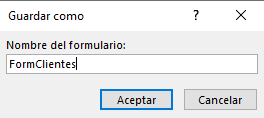 Guardar como
? ×
Nombre del formulario:
FormClientes
Aceptar
Cancelar